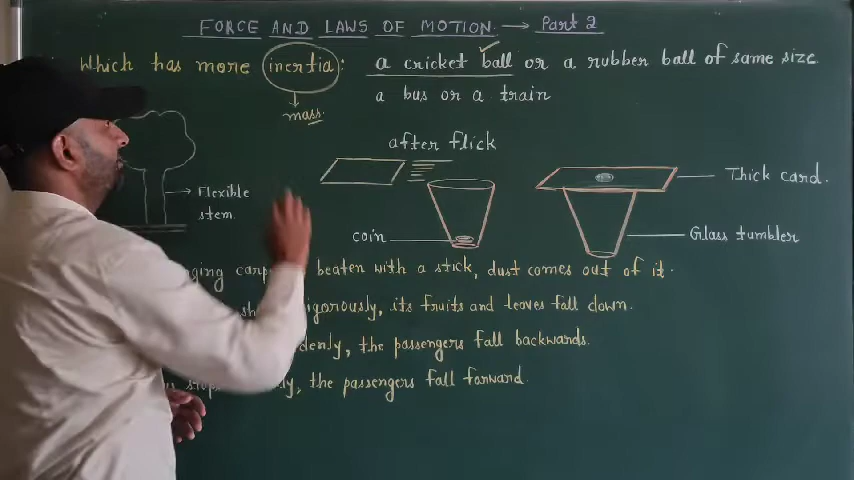 FORCE AND LAWS OF MOTION → Part 2
Which has more inertia: a cricket ball or a rubber ball of same size
a bus or a train
mass
after flick
Thick card.
Flexible
stem.
coin
Glass tumbler
beaten with a stick, dust comes out of it.
its fruits and leaves fall down.
the passengers fall backwards.
the passengers fall forward.